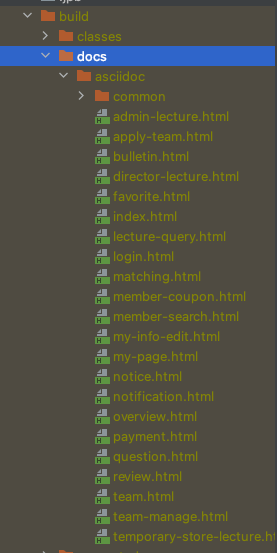 build
classes
docs
asciidoc
common
admin-lecture.html
apply-team.html
bulletin.html
director-lecture.html
favorite.html
index.html
lecture-query.html
login.html
matching.html
member-coupon.html
member-search.html
my-info-edit.html
my-page.html
notice.html
notification.html
overview.html
payment.html
question.html
review.html
team.html
team-manage.html
temporary-store-lecture.ht